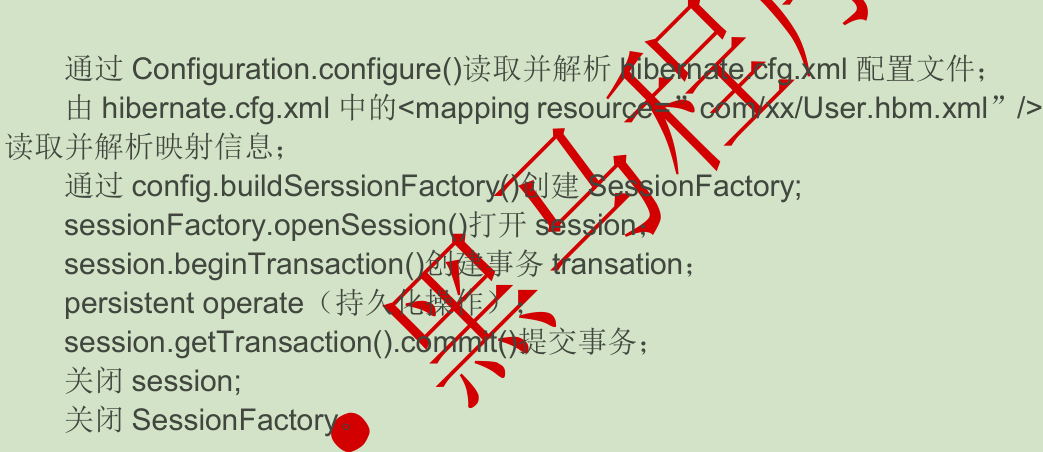 通过 Configuration.configure()读取并解析 hibernate.cfg.xml 配置文件；
由 hibernate.cfg.xml 中的<mapping resource=”com/xx/User.hbm.xml”/>
读取并解析映射信息；
通过 config.buildSerssionFactory()创建 SessionFactory;
sessionFactory.openSession()打开 session；
session.beginTransaction()创建事务 transation；
persistent operate（持久化操作）；
session.getTransaction().commit()提交事务；
关闭 session;
关闭 SessionFactory。
黑马程序